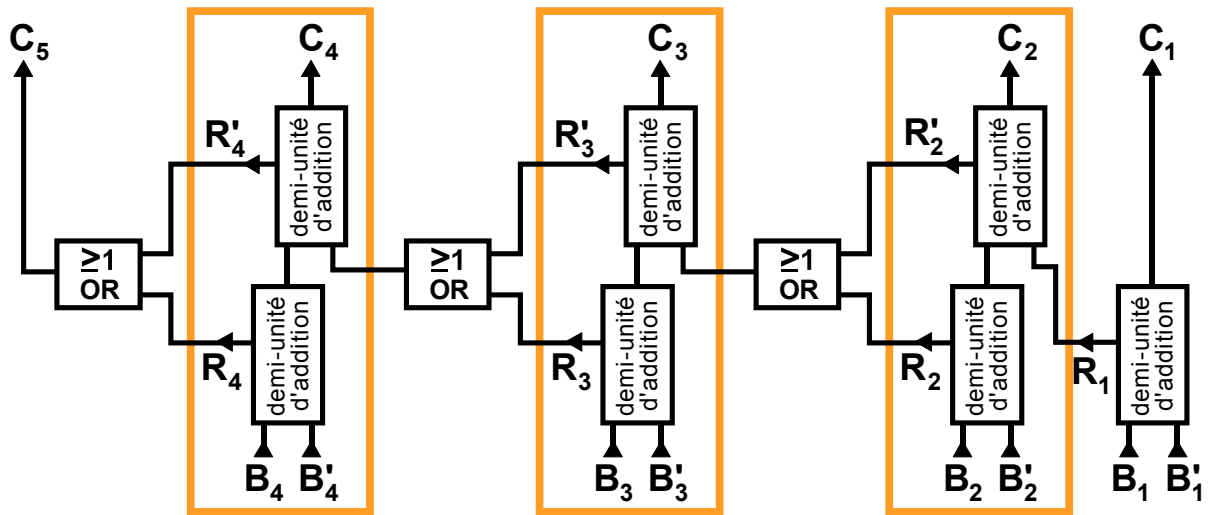 C5 C4 C3 C2 C1
R'4 R'3 R'2
demi-unité
d'addition
demi-unité
d'addition
demi-unité
d'addition
≥1
OR
≥1
OR
≥1
OR
demi-unité
d'addition
demi-unité
d'addition
demi-unité
d'addition
demi-unité
d'addition
R4 R3 R2 R1
B4 B'4 B3 B'3 B2 B'2 B1 B'1